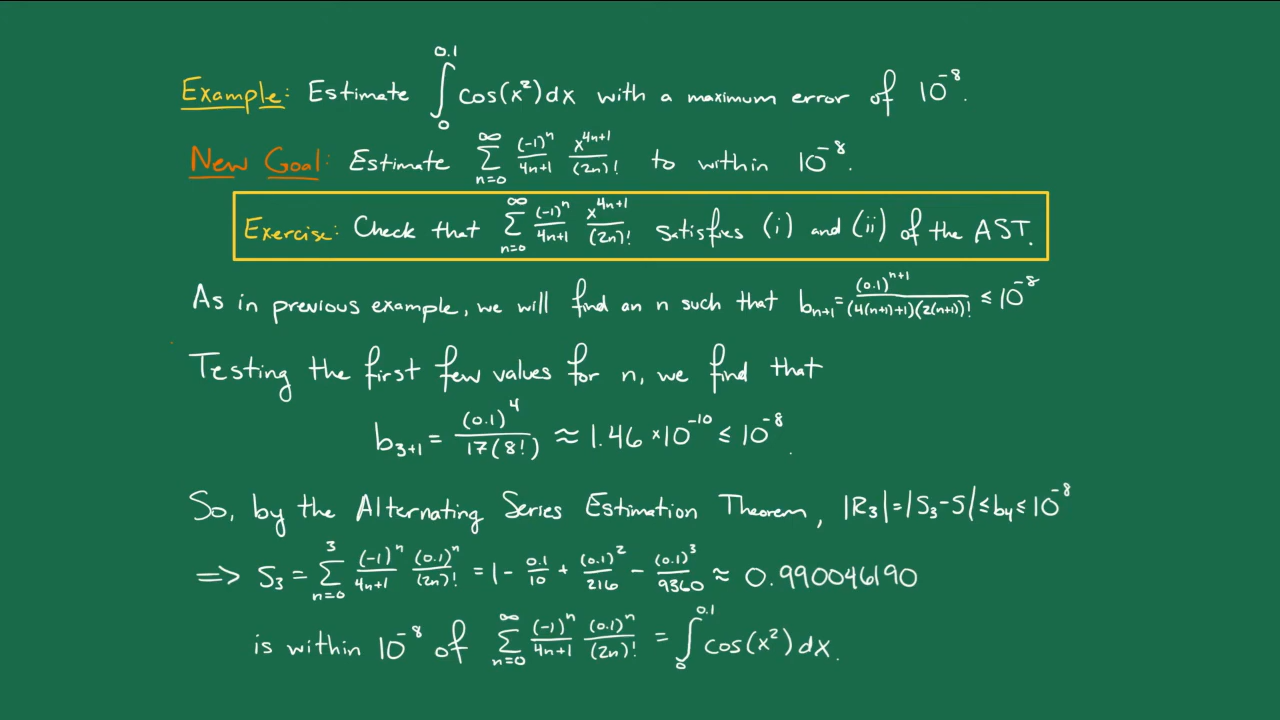 Example: Estimate ∫₀^0.1 cos(x²)dx with a maximum error of 10⁻⁸.
New Goal: Estimate ∑_{n=0}^{∞} (-1)ⁿ/(4n+1) x^{4n+1}/(2n)! to within 10⁻⁸.
Exercise: Check that ∑_{n=0}^{∞} (-1)ⁿ/(4n+1) x^{4n+1}/(2n)! satisfies (i) and (ii) of the AST.
As in previous example, we will find an n such that b_{n+1} = (0.1)^{n+1}/((4(n+1)+1)(2(n+1))! ≤ 10⁻⁸
Testing the first few values for n, we find that
b_{3+1} = (0.1)⁴/17(8!) ≈ 1.46 × 10⁻¹⁰ ≤ 10⁻⁸.
So, by the Alternating Series Estimation Theorem, |R₃| = |S₃-S| ≤ b₄ ≤ 10⁻⁸
⟹ S₃ = ∑_{n=0}^{3} (-1)ⁿ/(4n+1) (0.1)ⁿ/(2n)! = 1 - 0.1/10 + (0.1)²/216 - (0.1)³/9360 ≈ 0.990046190
is within 10⁻⁸ of ∑_{n=0}^{∞} (-1)ⁿ/(4n+1) (0.1)ⁿ/(2n)! = ∫₀^0.1 cos(x²)dx.